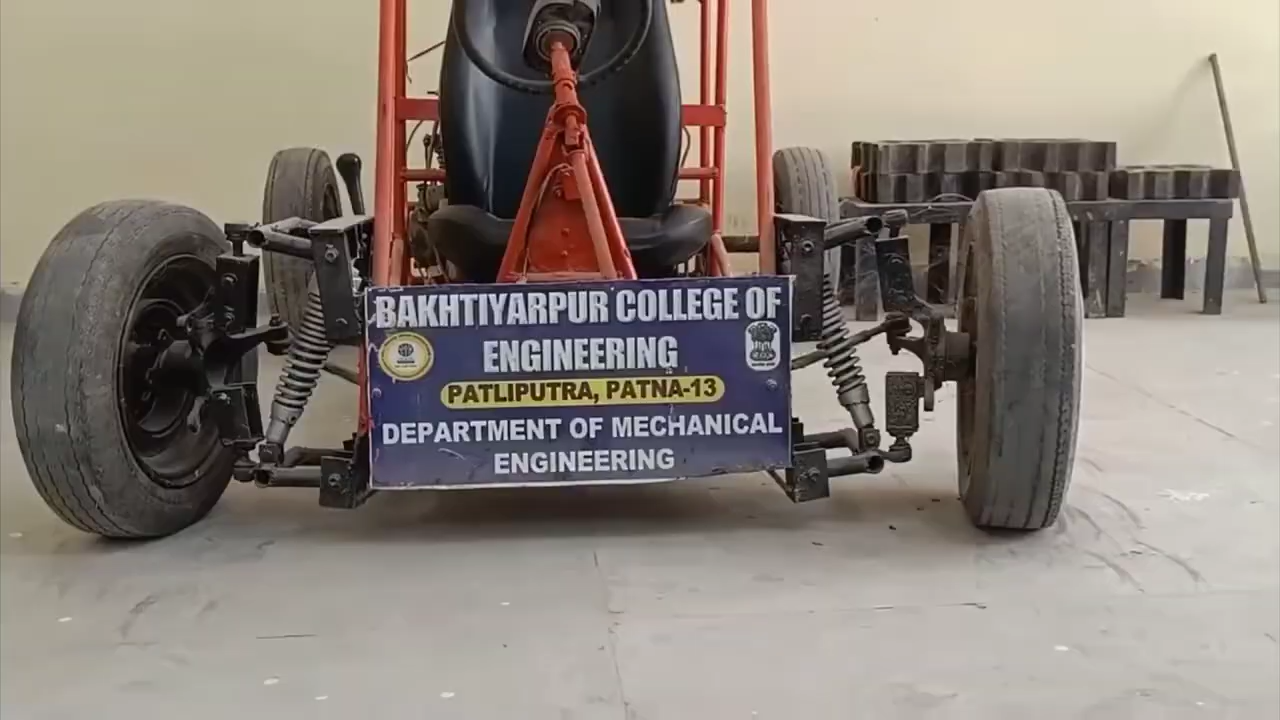 BAKHTIYARPUR COLLEGE OF
ENGINEERING
PATLIPUTRA, PATNA-13
DEPARTMENT OF MECHANICAL
ENGINEERING